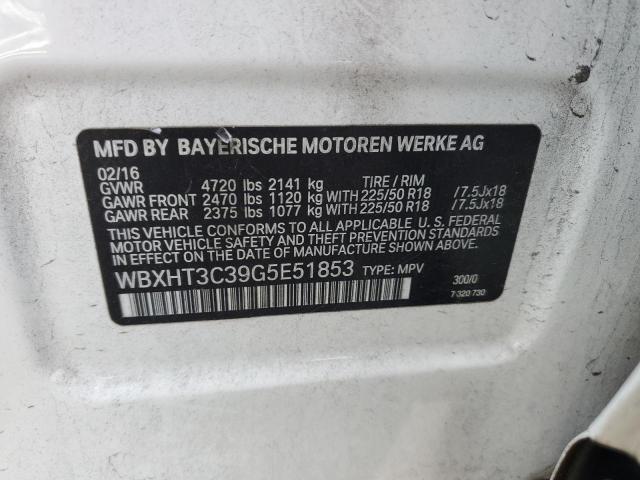 MFD BY BAYERISCHE MOTOREN WERKE AG
02/16
GVWR 4720 lbs 2141 kg TIRE / RIM
GAWR FRONT 2470 lbs 1120 kg WITH 225/50 R18 /7.5Jx18
GAWR REAR 2375 lbs 1077 kg WITH 225/50 R18 /7.5Jx18
THIS VEHICLE CONFORMS TO ALL APPLICABLE U. S. FEDERAL
MOTOR VEHICLE SAFETY, BUMPER, AND THEFT PREVENTION STANDARDS
IN EFFECT ON THE DATE OF MANUFACTURE SHOWN ABOVE.
WBXHT3C39G5E51853 TYPE: MPV 300/0
7 320 730